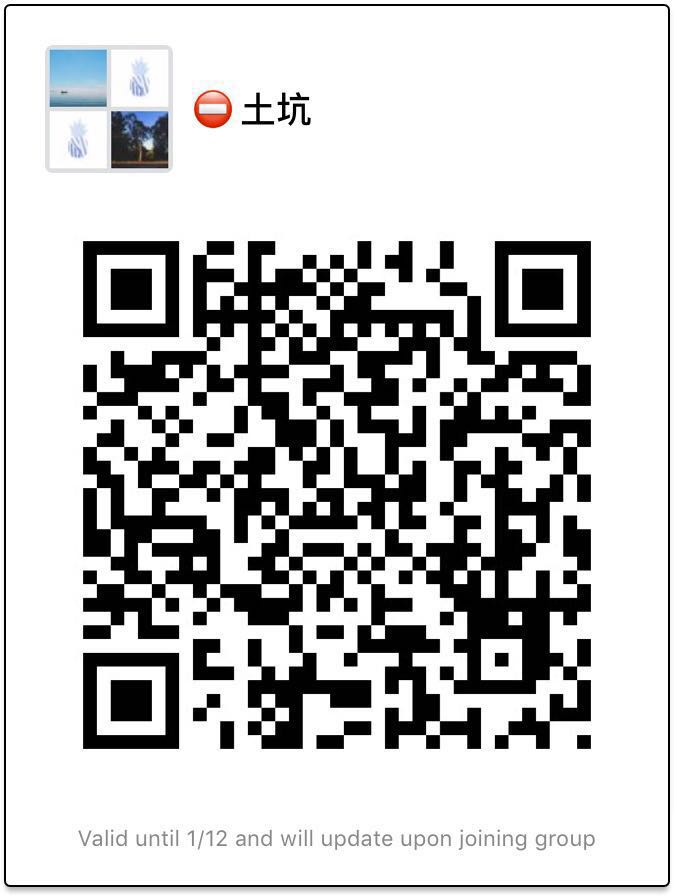 ⛔ 土坑
Valid until 1/12 and will update upon joining group